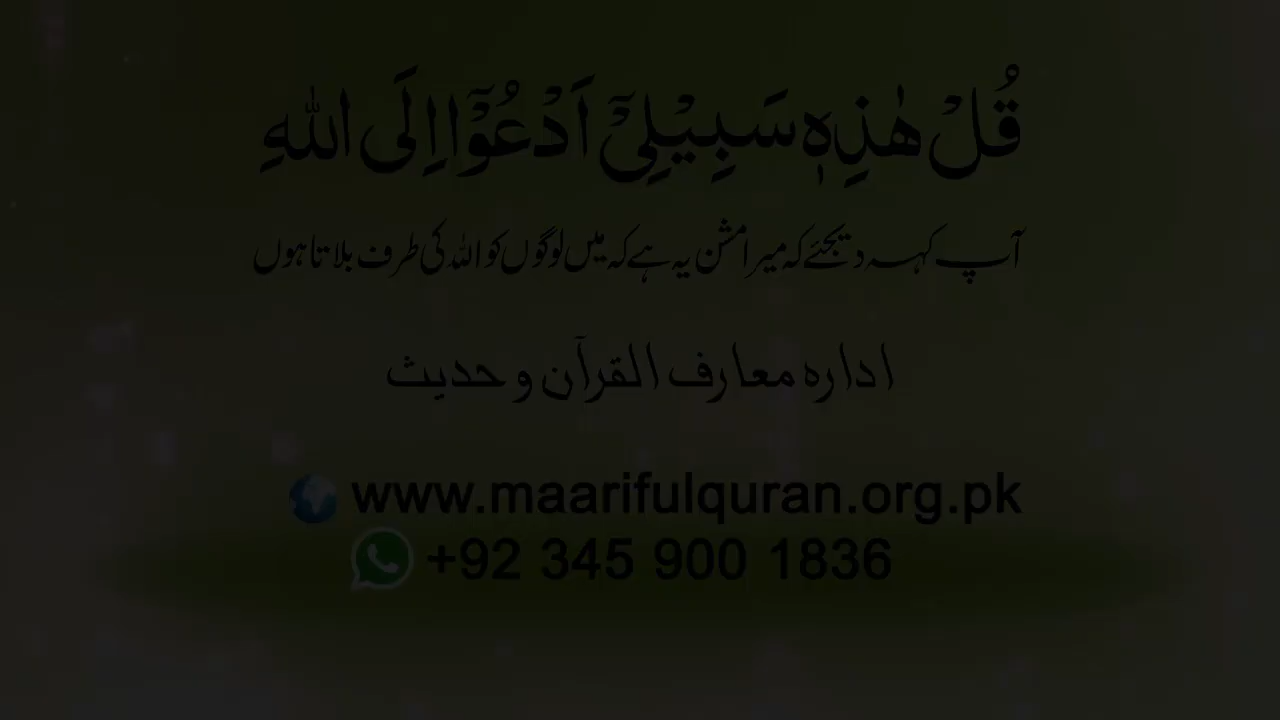 قُلْ هٰذِهٖ سَبِیْلِیْۤ اَدْعُوْۤا اِلَی اللّٰهِ
آپ کہہ دیجئے کہ میرا مشن یہ ہے کہ میں لوگوں کو اللہ کی طرف بلاتا ہوں
ادارہ معارف القرآن و حدیث
www.maarifulquran.org.pk
+92 345 900 1836